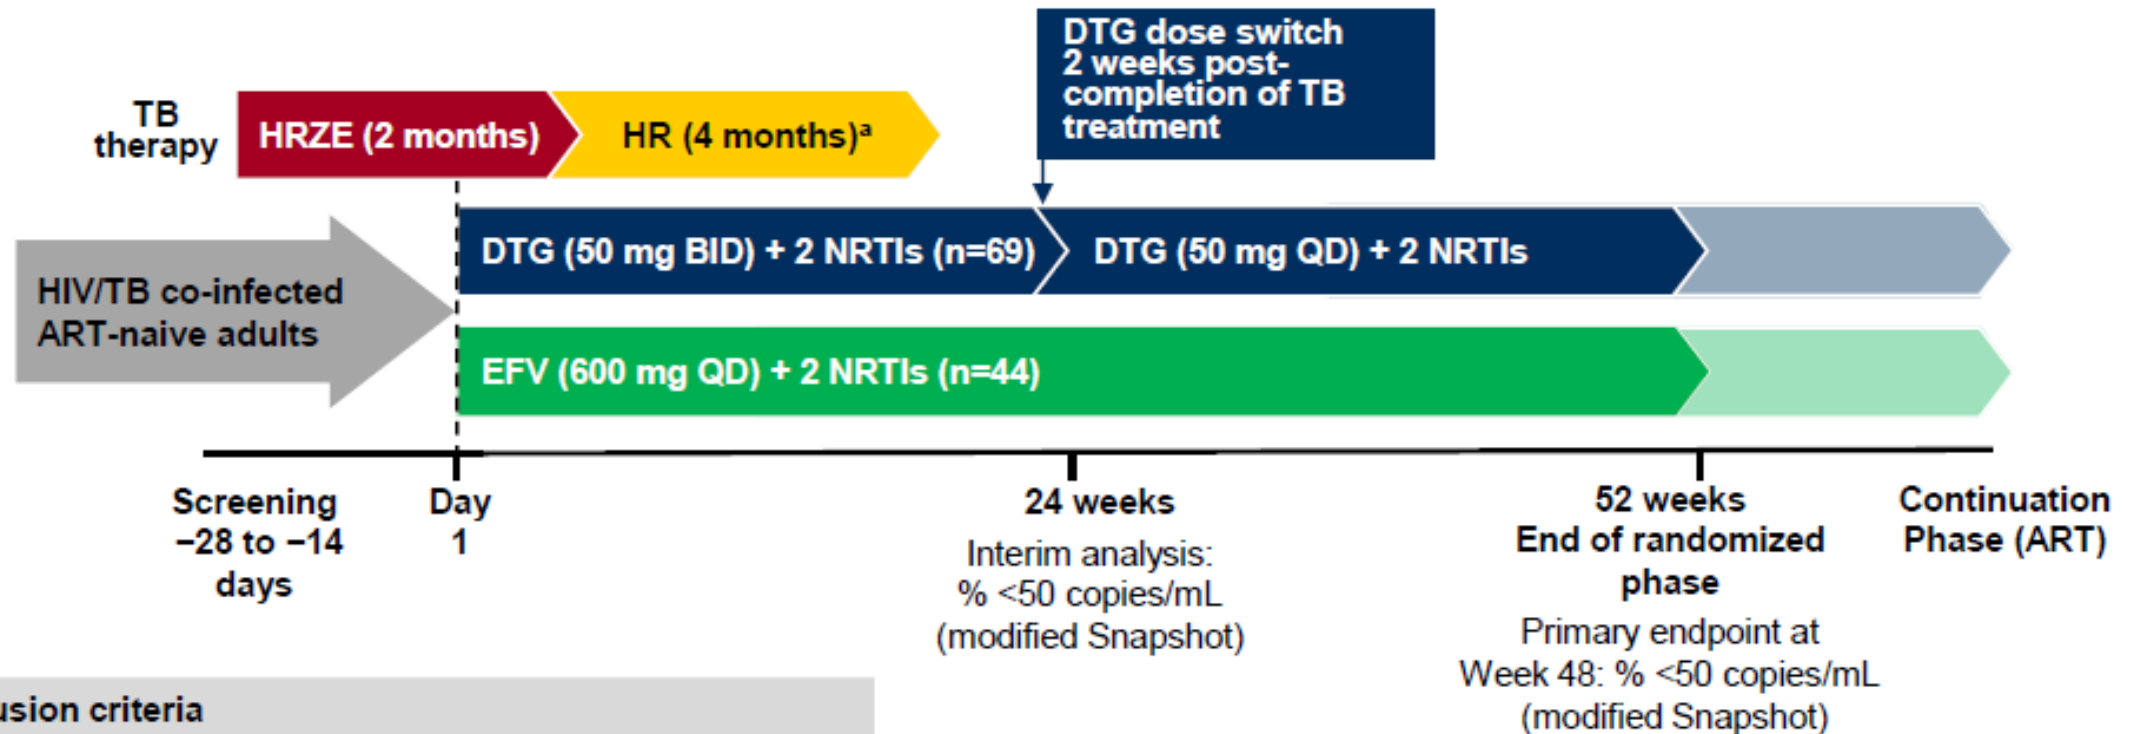 DTG dose switch
2 weeks post-
completion of TB
treatment
TB
therapy
HRZE (2 months)
HR (4 months)ᵃ
HIV/TB co-infected
ART-naive adults
DTG (50 mg BID) + 2 NRTIs (n=69)
DTG (50 mg QD) + 2 NRTIs
EFV (600 mg QD) + 2 NRTIs (n=44)
Screening
−28 to −14
days
Day
1
24 weeks
Interim analysis:
% <50 copies/mL
(modified Snapshot)
52 weeks
End of randomized
phase
Primary endpoint at
Week 48: % <50 copies/mL
(modified Snapshot)
Continuation
Phase (ART)
criteria